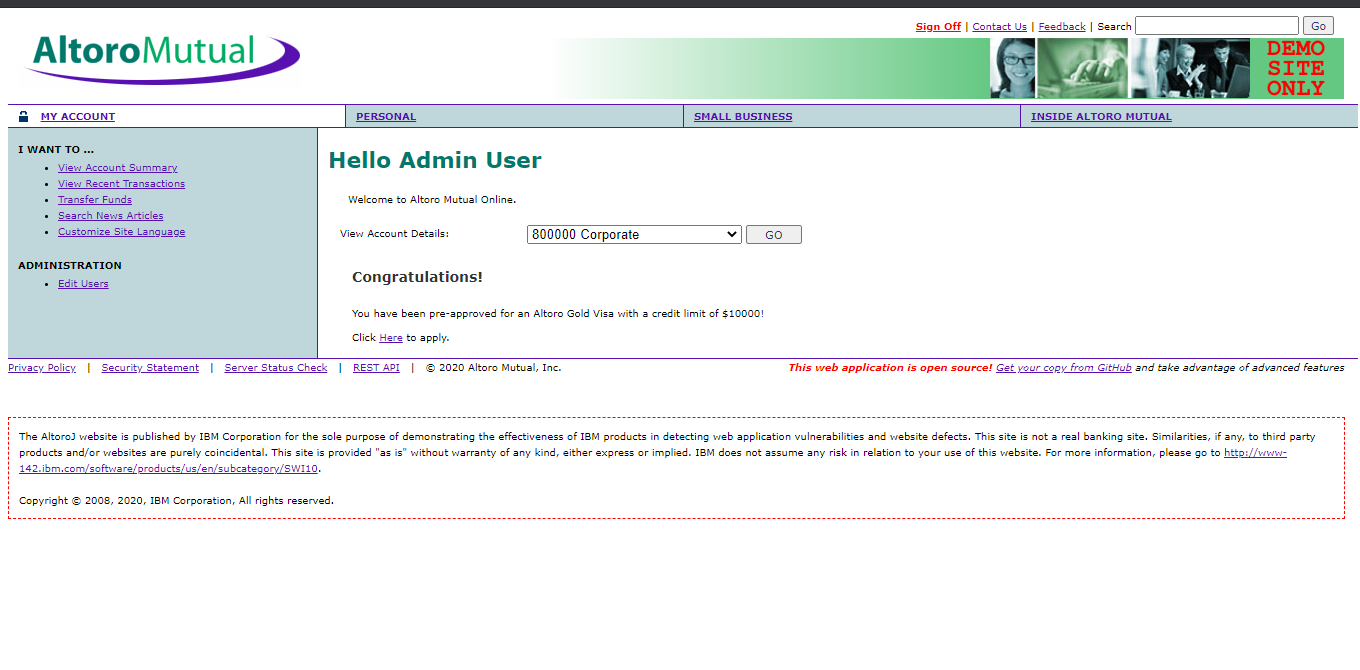 AltoroMutual
Sign Off | Contact Us | Feedback | Search Go
DEMO
SITE
ONLY
MY ACCOUNT PERSONAL SMALL BUSINESS INSIDE ALTORO MUTUAL
I WANT TO ...
View Account Summary
View Recent Transactions
Transfer Funds
Search News Articles
Customize Site Language
ADMINISTRATION
Edit Users
Hello Admin User
Welcome to Altoro Mutual Online.
View Account Details: 800000 Corporate GO
Congratulations!
You have been pre-approved for an Altoro Gold Visa with a credit limit of $10000!
Click Here to apply.
Privacy Policy | Security Statement | Server Status Check | REST API | © 2020 Altoro Mutual, Inc. This web application is open source! Get your copy from GitHub and take advantage of advanced features
The AltoroJ website is published by IBM Corporation for the sole purpose of demonstrating the effectiveness of IBM products in detecting web application vulnerabilities and website defects. This site is not a real banking site. Similarities, if any, to third party
products and/or websites are purely coincidental. This site is provided "as is" without warranty of any kind, either express or implied. IBM does not assume any risk in relation to your use of this website. For more information, please go to http://www-
142.ibm.com/software/products/us/en/subcategory/SWI10.
Copyright © 2008, 2020, IBM Corporation, All rights reserved.